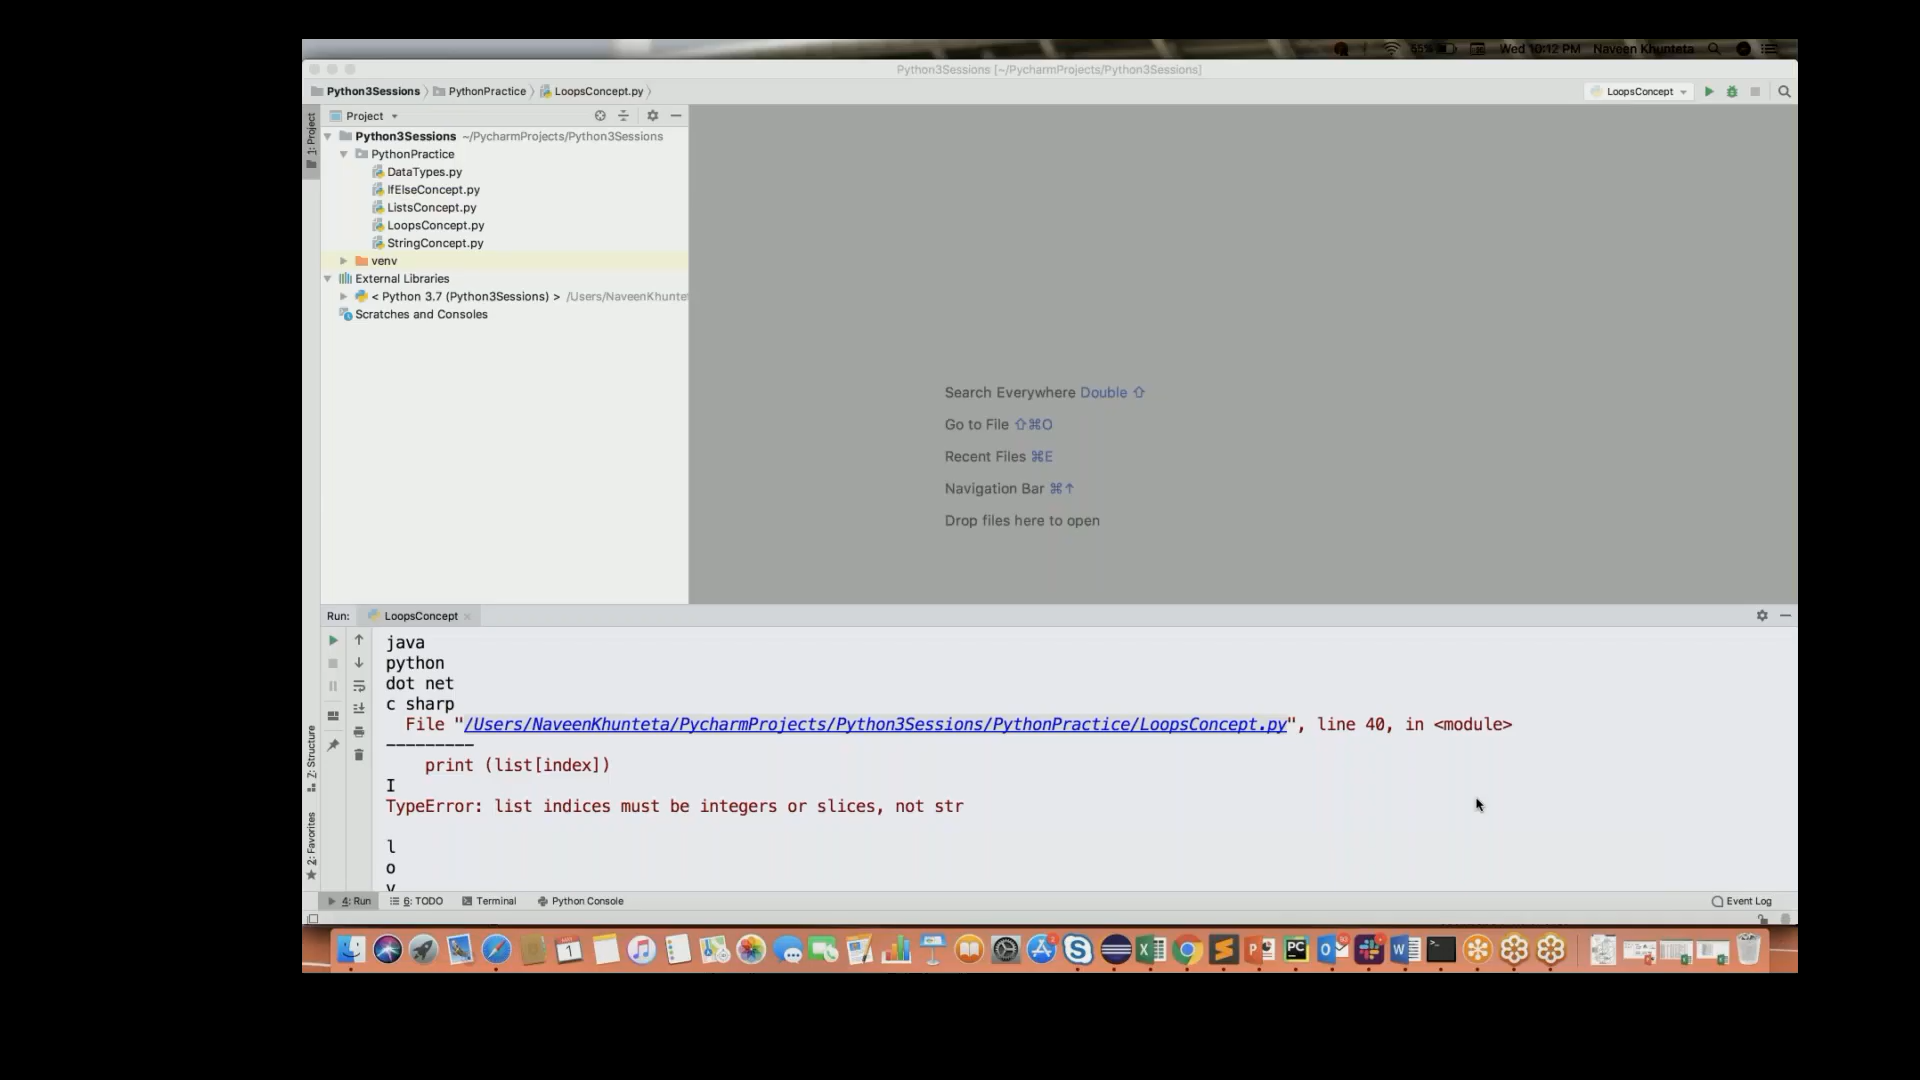 55% Wed 10:12 PM Naveen Khunteta
Python3Sessions [~/PycharmProjects/Python3Sessions]
Python3Sessions PythonPractice LoopsConcept.py
LoopsConcept
1: Project
Project
Python3Sessions ~/PycharmProjects/Python3Sessions
PythonPractice
DataTypes.py
IfElseConcept.py
ListsConcept.py
LoopsConcept.py
StringConcept.py
venv
External Libraries
< Python 3.7 (Python3Sessions) > /Users/NaveenKhuntet
Scratches and Consoles
Search Everywhere Double ⇧
Go to File ⇧⌘O
Recent Files ⌘E
Navigation Bar ⌘↑
Drop files here to open
Run: LoopsConcept
java
python
dot net
c sharp
File "/Users/NaveenKhunteta/PycharmProjects/Python3Sessions/PythonPractice/LoopsConcept.py", line 40, in <module>
---------
print (list[index])
I
TypeError: list indices must be integers or slices, not str
l
o
v
7: Structure
2: Favorites
4: Run 6: TODO Terminal Python Console Event Log